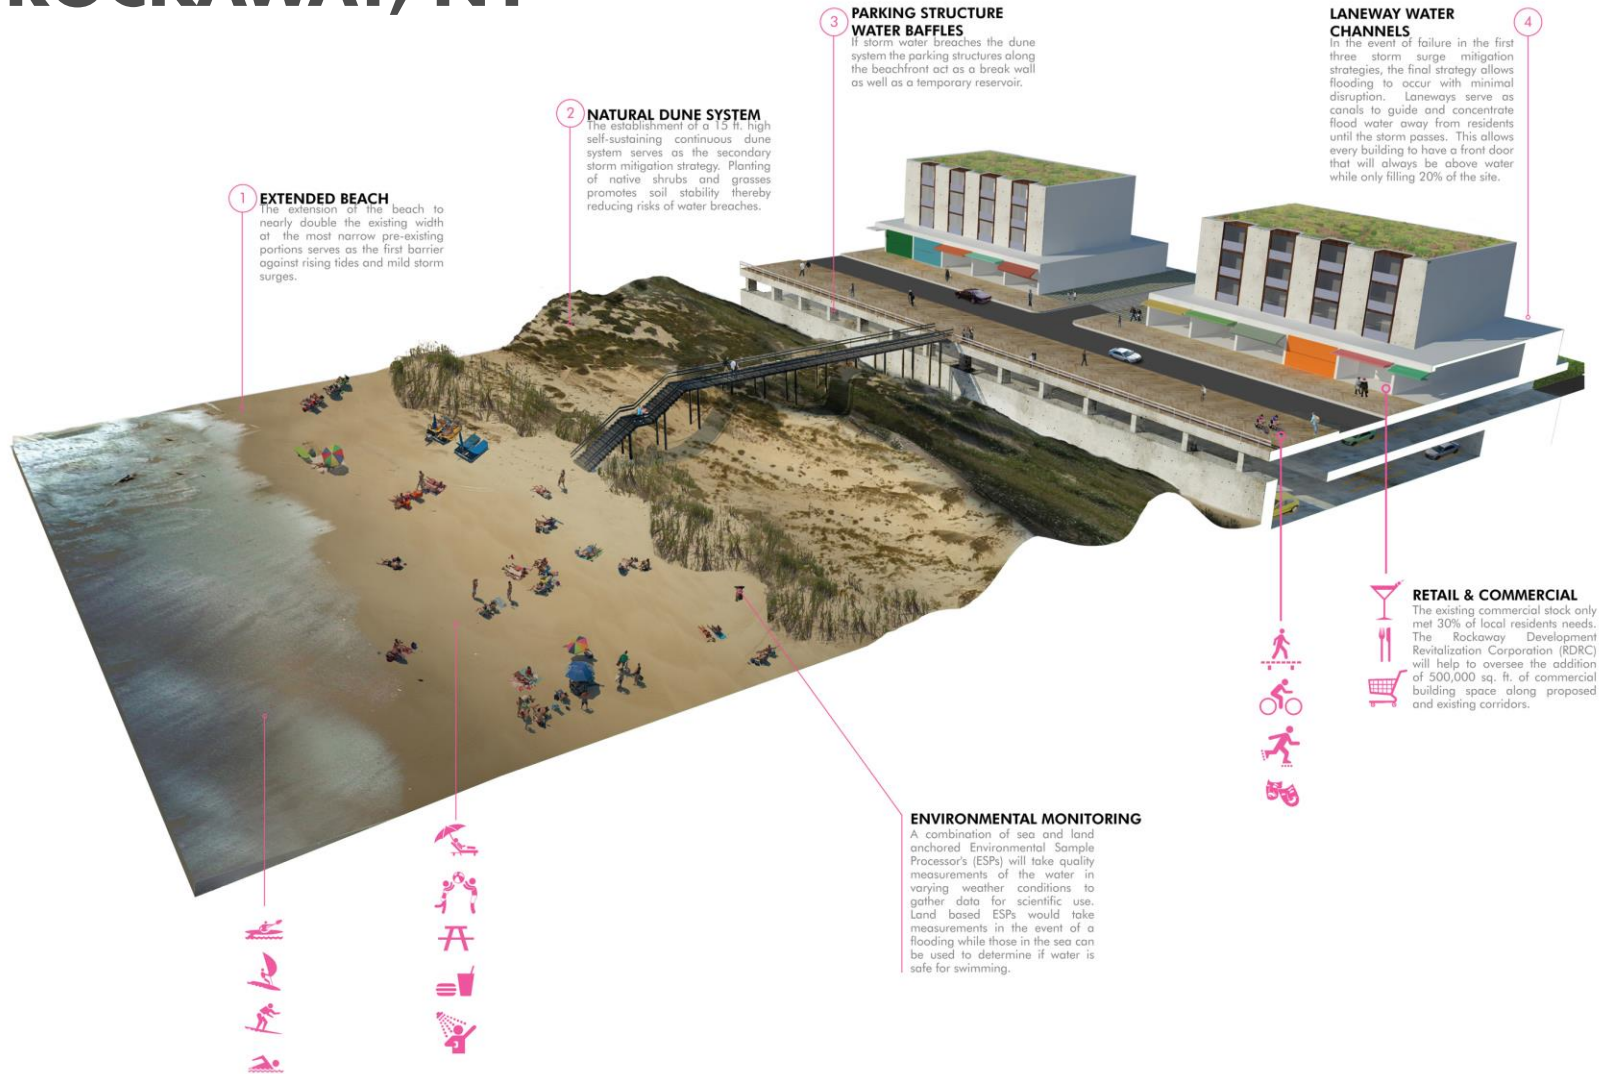 ROCKAWAY, NY
1
EXTENDED BEACH
The extension of the beach to
nearly double the existing width
at the most narrow pre-existing
portions serves as the first barrier
against rising tides and mild storm
surges.
2
NATURAL DUNE SYSTEM
The establishment of a 15 ft. high
self-sustaining continuous dune
system serves as the secondary
storm mitigation strategy. Planting
of native shrubs and grasses
promotes soil stability thereby
reducing risks of water breaches.
3
PARKING STRUCTURE
WATER BAFFLES
If storm water breaches the dune
system the parking structures along
the beachfront act as a break wall
as well as a temporary reservoir.
LANEWAY WATER
CHANNELS
4
In the event of failure in the first
three storm surge mitigation
strategies, the final strategy allows
flooding to occur with minimal
disruption. Laneways serve as
canals to guide and concentrate
flood water away from residents
until the storm passes. This allows
every building to have a front door
that will always be above water
while only filling 20% of the site.
RETAIL & COMMERCIAL
The existing commercial stock only
met 30% of local residents needs.
The Rockaway Development
Revitalization Corporation (RDRC)
will help to oversee the addition
of 500,000 sq. ft. of commercial
building space along proposed
and existing corridors.
ENVIRONMENTAL MONITORING
A combination of sea and land
anchored Environmental Sample
Processor's (ESPs) will take quality
measurements of the water in
varying weather conditions to
gather data for scientific use.
Land based ESPs would take
measurements in the event of a
flooding while those in the sea can
be used to determine if water is
safe for swimming.